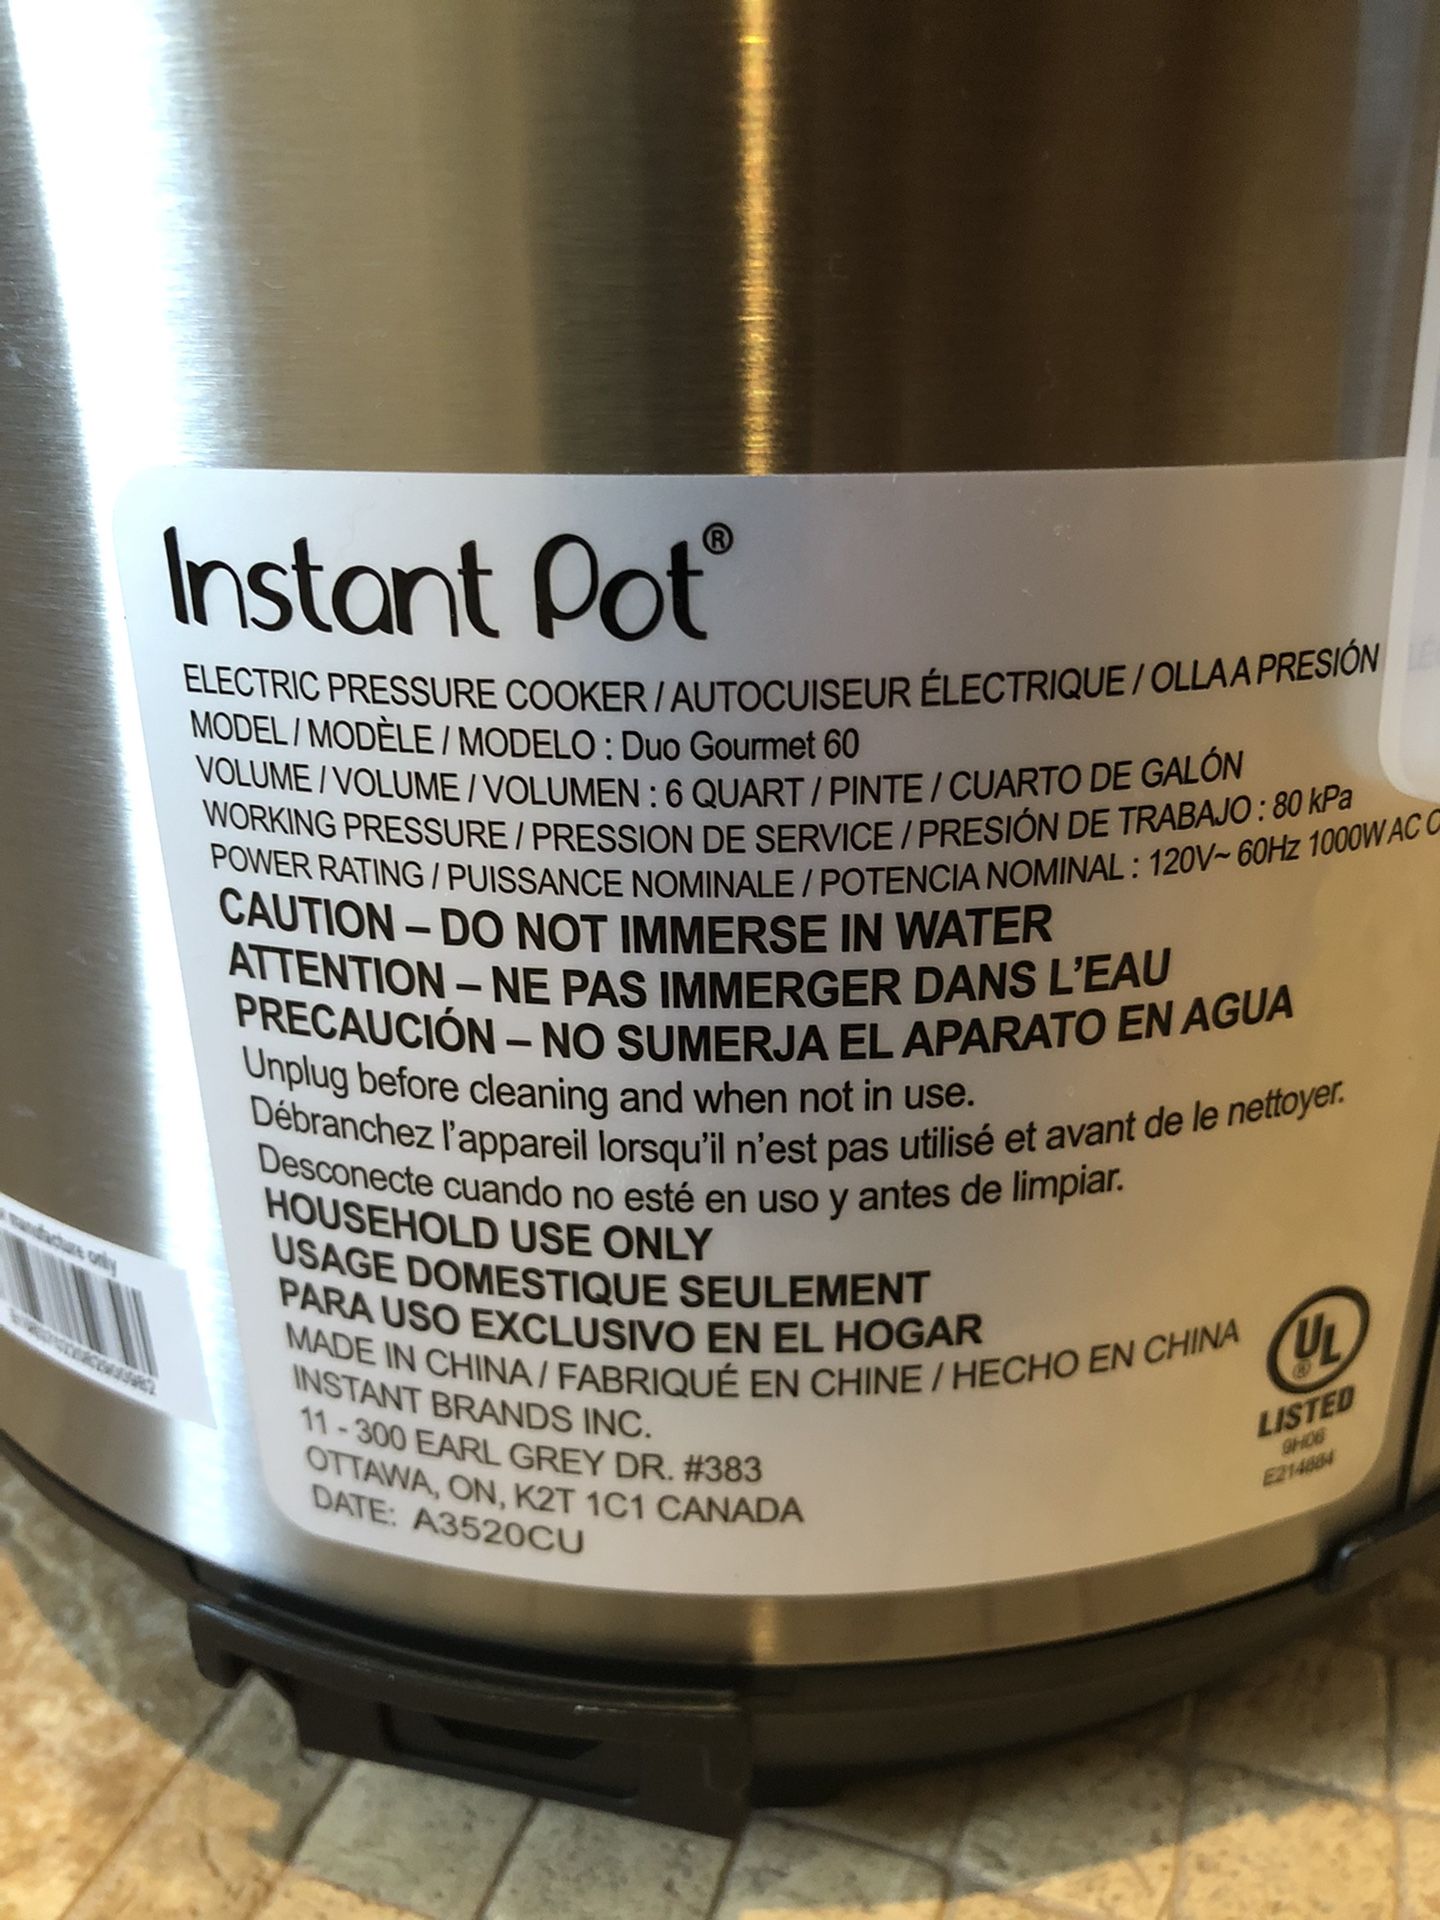 Instant Pot®
ELECTRIC PRESSURE COOKER / AUTOCUISEUR ÉLECTRIQUE / OLLA A PRESIÓN
MODEL / MODÈLE / MODELO : Duo Gourmet 60
VOLUME / VOLUME / VOLUMEN : 6 QUART / PINTE / CUARTO DE GALÓN
WORKING PRESSURE / PRESSION DE SERVICE / PRESIÓN DE TRABAJO : 80 kPa
POWER RATING / PUISSANCE NOMINALE / POTENCIA NOMINAL : 120V~ 60Hz 1000W AC
CAUTION – DO NOT IMMERSE IN WATER
ATTENTION – NE PAS IMMERGER DANS L'EAU
PRECAUCIÓN – NO SUMERJA EL APARATO EN AGUA
Unplug before cleaning and when not in use.
Débranchez l'appareil lorsqu'il n'est pas utilisé et avant de le nettoyer.
Desconecte cuando no esté en uso y antes de limpiar.
HOUSEHOLD USE ONLY
USAGE DOMESTIQUE SEULEMENT
PARA USO EXCLUSIVO EN EL HOGAR
MADE IN CHINA / FABRIQUÉ EN CHINE / HECHO EN CHINA
INSTANT BRANDS INC.
11 - 300 EARL GREY DR. #383
OTTAWA, ON, K2T 1C1 CANADA
DATE: A3520CU
UL ®
LISTED
9H06
manufacture only